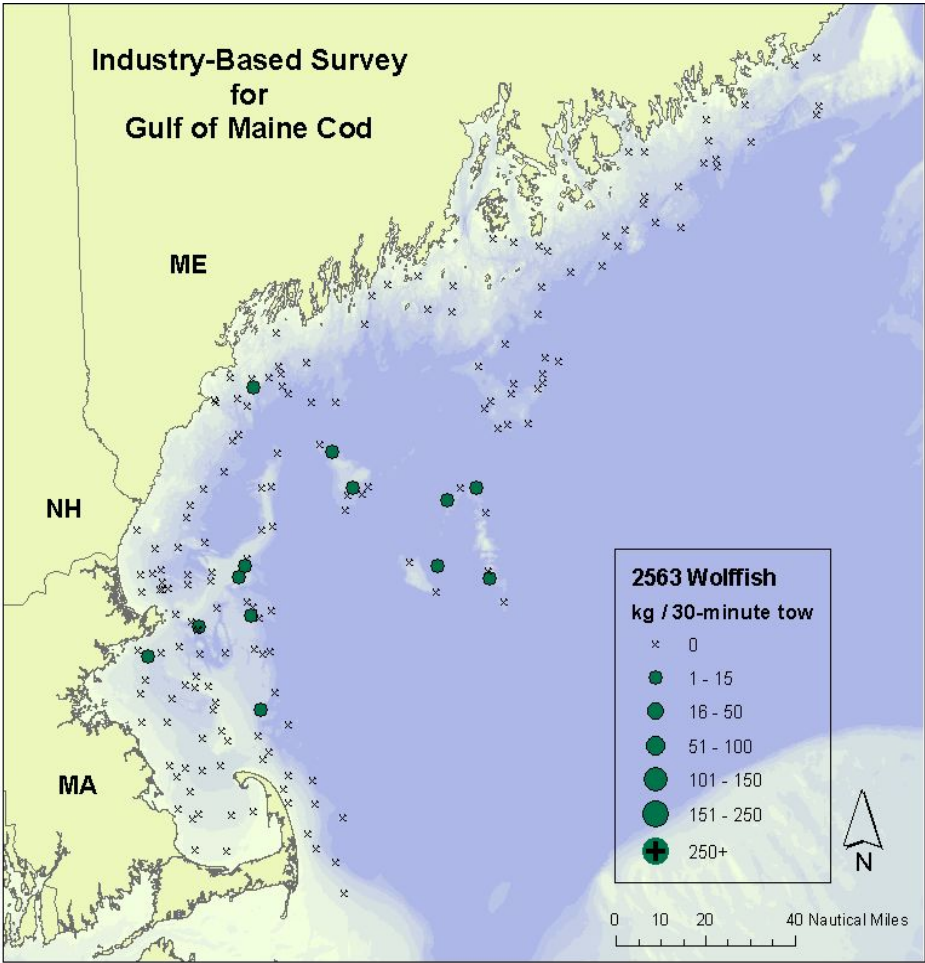 Industry-Based Survey
for
Gulf of Maine Cod
ME
NH
MA
2563 Wolffish
kg / 30-minute tow
0
1 - 15
16 - 50
51 - 100
101 - 150
151 - 250
250+
N
0 10 20 40 Nautical Miles